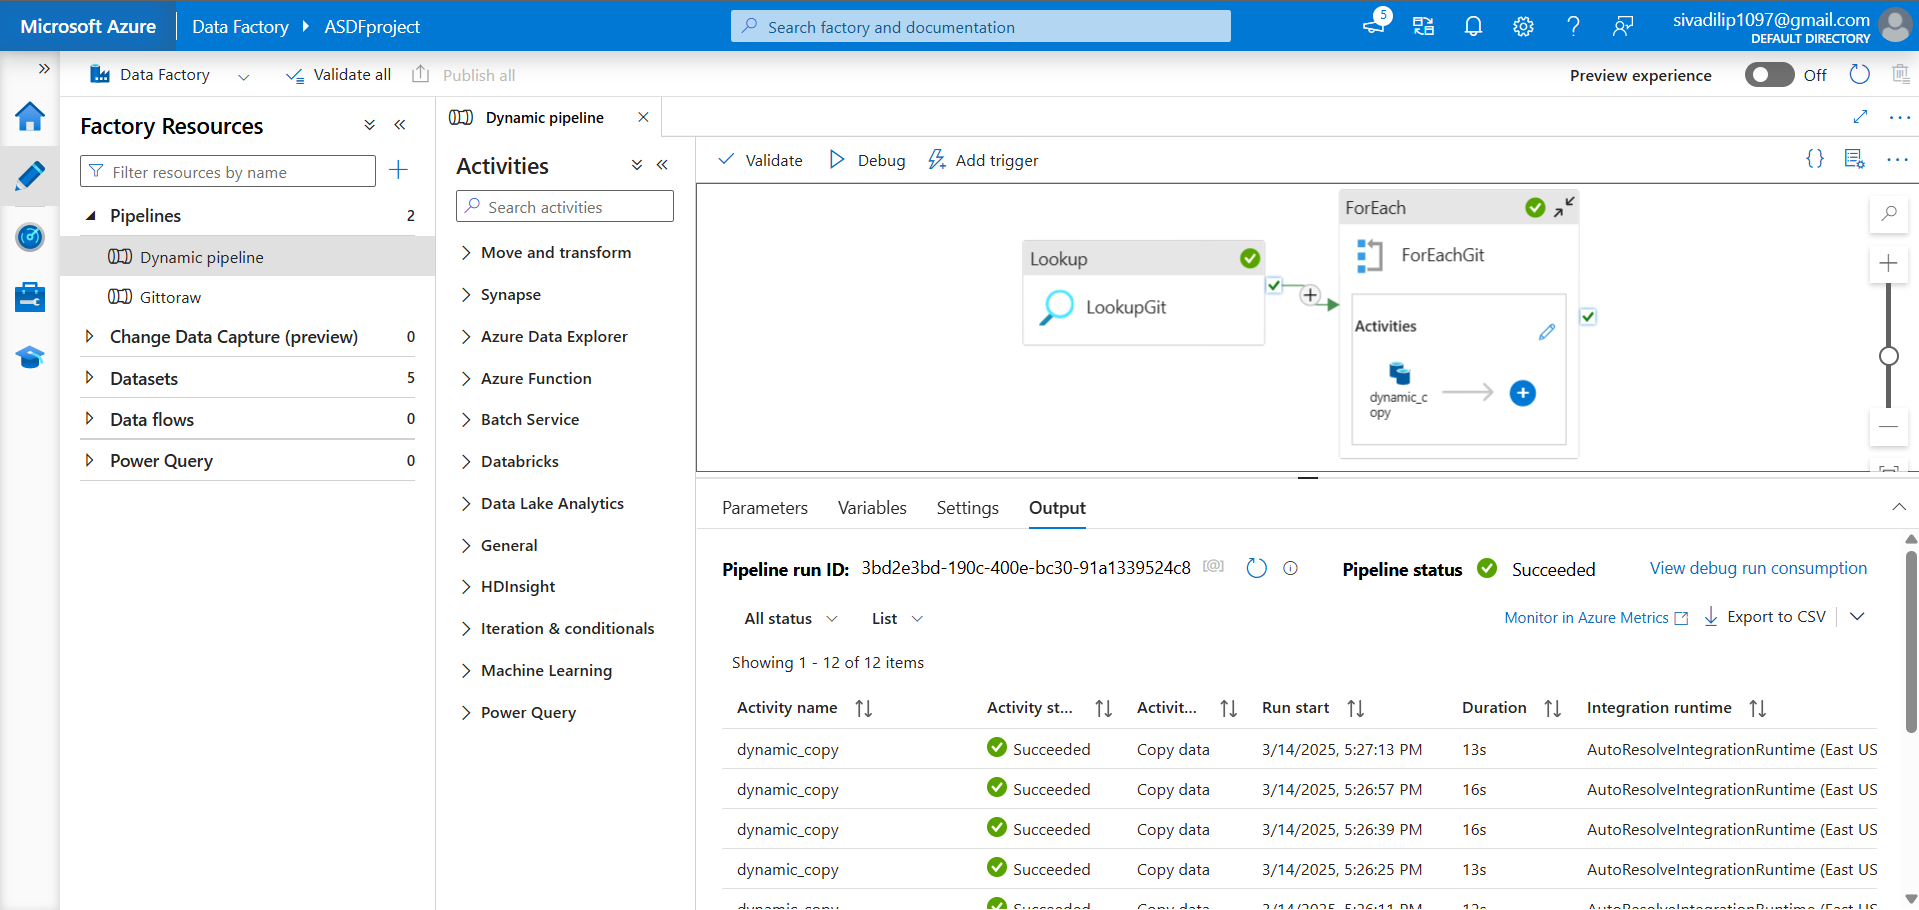 Microsoft Azure
Data Factory
ASDFproject
Search factory and documentation
5
sivadilip1097@gmail.com
DEFAULT DIRECTORY
Data Factory
Validate all
Publish all
Preview experience
Off
Factory Resources
Filter resources by name
Pipelines 2
Dynamic pipeline
Gittoraw
Change Data Capture (preview) 0
Datasets 5
Data flows 0
Power Query 0
Dynamic pipeline
Activities
Search activities
Move and transform
Synapse
Azure Data Explorer
Azure Function
Batch Service
Databricks
Data Lake Analytics
General
HDInsight
Iteration & conditionals
Machine Learning
Power Query
Validate
Debug
Add trigger
Lookup
LookupGit
ForEach
ForEachGit
Activities
dynamic_c
opy
Parameters
Variables
Settings
Output
Pipeline run ID: 3bd2e3bd-190c-400e-bc30-91a1339524c8
Pipeline status Succeeded
View debug run consumption
All status
List
Monitor in Azure Metrics
Export to CSV
Showing 1 - 12 of 12 items
Activity name Activity st... Activit... Run start Duration Integration runtime
dynamic_copy Succeeded Copy data 3/14/2025, 5:27:13 PM 13s AutoResolveIntegrationRuntime (East US
dynamic_copy Succeeded Copy data 3/14/2025, 5:26:57 PM 16s AutoResolveIntegrationRuntime (East US
dynamic_copy Succeeded Copy data 3/14/2025, 5:26:39 PM 16s AutoResolveIntegrationRuntime (East US
dynamic_copy Succeeded Copy data 3/14/2025, 5:26:25 PM 13s AutoResolveIntegrationRuntime (East US
dynamic_copy Succeeded Copy data